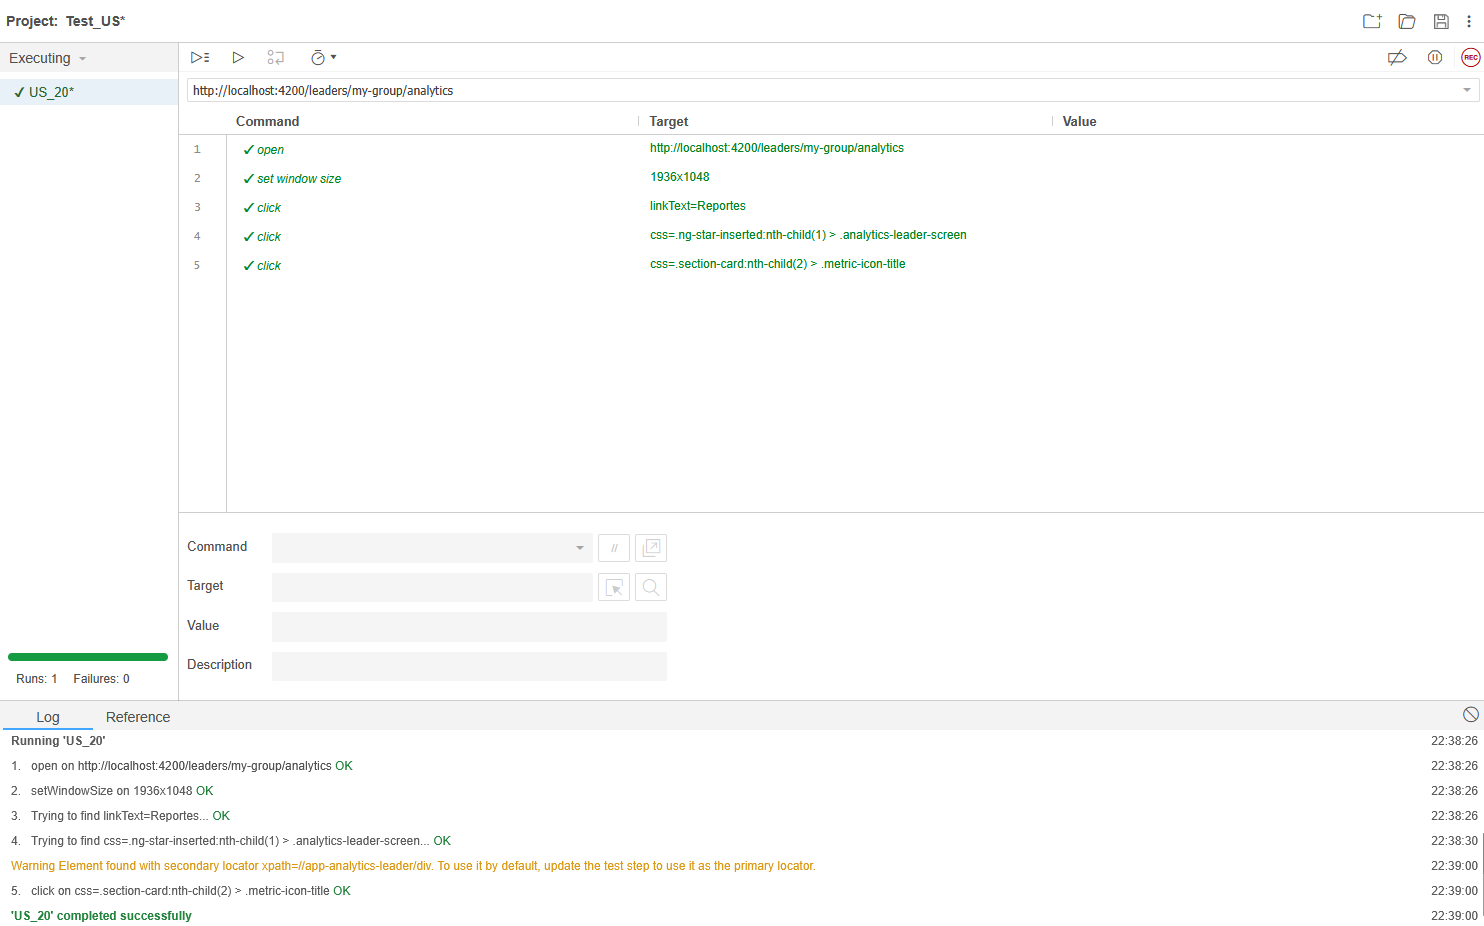 Project: Test_US*
Executing
✓ US_20*
http://localhost:4200/leaders/my-group/analytics
Command Target Value
1 ✓ open http://localhost:4200/leaders/my-group/analytics
2 ✓ set window size 1936x1048
3 ✓ click linkText=Reportes
4 ✓ click css=.ng-star-inserted:nth-child(1) > .analytics-leader-screen
5 ✓ click css=.section-card:nth-child(2) > .metric-icon-title
REC
Command
//
Target
Value
Description
Runs: 1 Failures: 0
Log Reference
Running 'US_20' 22:38:26
1. open on http://localhost:4200/leaders/my-group/analytics OK 22:38:26
2. setWindowSize on 1936x1048 OK 22:38:26
3. Trying to find linkText=Reportes... OK 22:38:26
4. Trying to find css=.ng-star-inserted:nth-child(1) > .analytics-leader-screen... OK 22:38:30
Warning Element found with secondary locator xpath=//app-analytics-leader/div. To use it by default, update the test step to use it as the primary locator. 22:39:00
5. click on css=.section-card:nth-child(2) > .metric-icon-title OK 22:39:00
'US_20' completed successfully 22:39:00